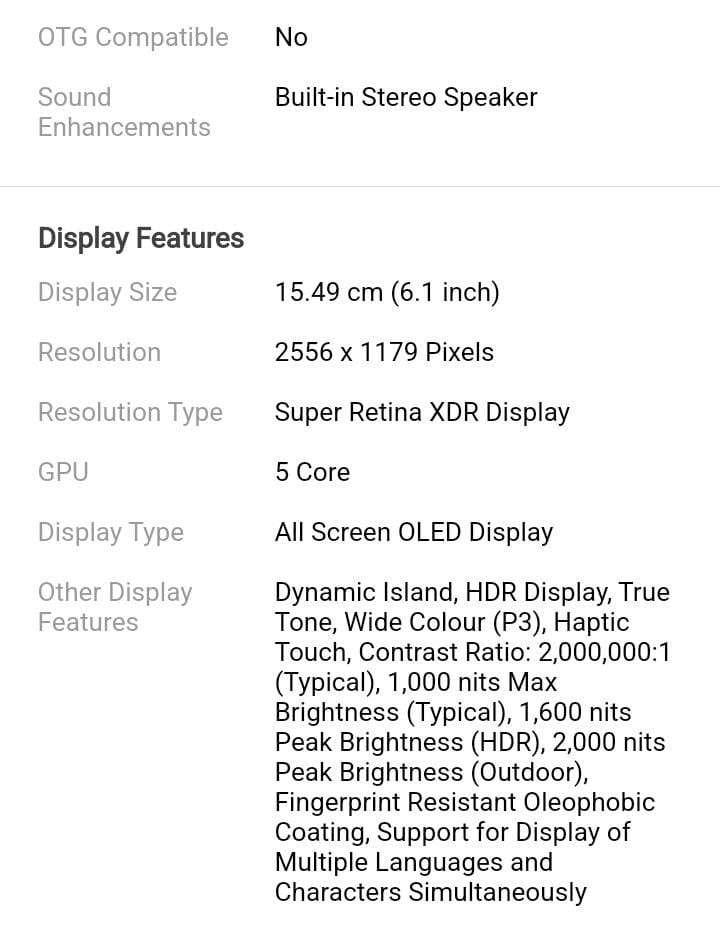 OTG Compatible No
Sound Enhancements Built-in Stereo Speaker
Display Features
Display Size 15.49 cm (6.1 inch)
Resolution 2556 x 1179 Pixels
Resolution Type Super Retina XDR Display
GPU 5 Core
Display Type All Screen OLED Display
Other Display Features
Dynamic Island, HDR Display, True
Tone, Wide Colour (P3), Haptic
Touch, Contrast Ratio: 2,000,000:1
(Typical), 1,000 nits Max
Brightness (Typical), 1,600 nits
Peak Brightness (HDR), 2,000 nits
Peak Brightness (Outdoor),
Fingerprint Resistant Oleophobic
Coating, Support for Display of
Multiple Languages and
Characters Simultaneously